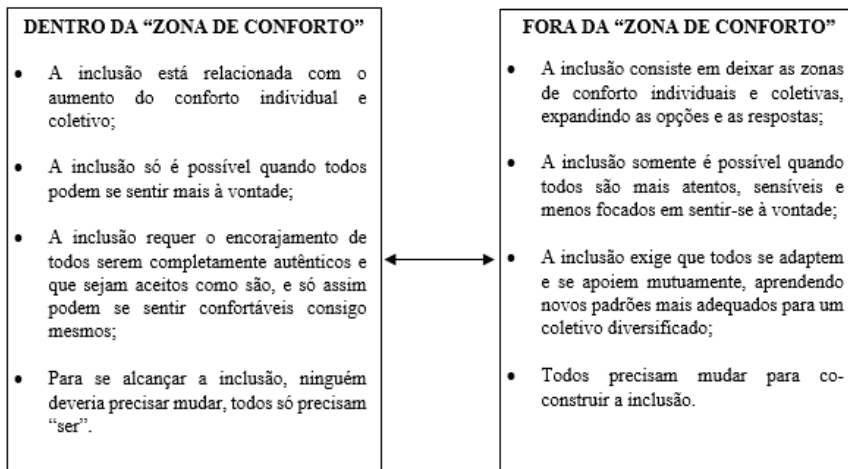 DENTRO DA “ZONA DE CONFORTO”
• A inclusão está relacionada com o
aumento do conforto individual e
coletivo;
• A inclusão só é possível quando todos
podem se sentir mais à vontade;
• A inclusão requer o encorajamento de
todos serem completamente autênticos e
que sejam aceitos como são, e só assim
podem se sentir confortáveis consigo
mesmos;
• Para se alcançar a inclusão, ninguém
deveria precisar mudar, todos só precisam
“ser”.
FORA DA “ZONA DE CONFORTO”
• A inclusão consiste em deixar as zonas
de conforto individuais e coletivas,
expandindo as opções e as respostas;
• A inclusão somente é possível quando
todos são mais atentos, sensíveis e
menos focados em sentir-se à vontade;
• A inclusão exige que todos se adaptem
e se apoiem mutuamente, aprendendo
novos padrões mais adequados para um
coletivo diversificado;
• Todos precisam mudar para co-
construir a inclusão.